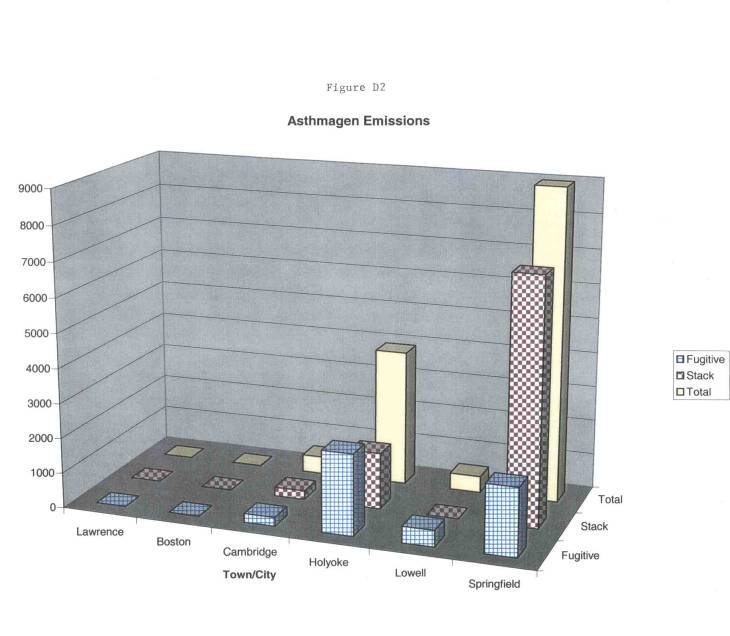 Figure D2
Asthmagen Emissions
9000
8000
7000
6000
5000
4000
3000
2000
1000
0
Lawrence
Boston
Cambridge
Holyoke
Lowell
Springfield
Town/City
Total
Stack
Fugitive
Fugitive
Stack
Total